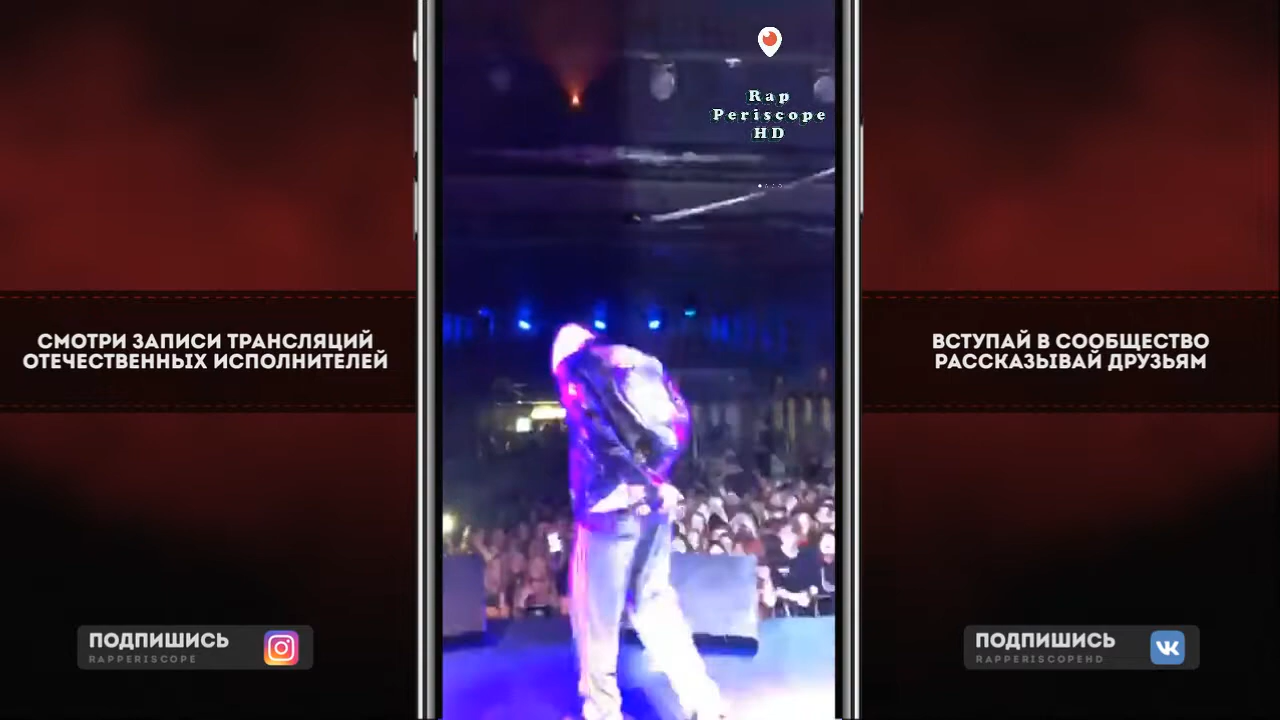 Rap
Periscope
HD
СМОТРИ ЗАПИСИ ТРАНСЛЯЦИЙ
ОТЕЧЕСТВЕННЫХ ИСПОЛНИТЕЛЕЙ
ВСТУПАЙ В СООБЩЕСТВО
РАССКАЗЫВАЙ ДРУЗЬЯМ
ПОДПИШИСЬ
RAPPERISCOPE
ПОДПИШИСЬ
RAPPERISCOPEHD